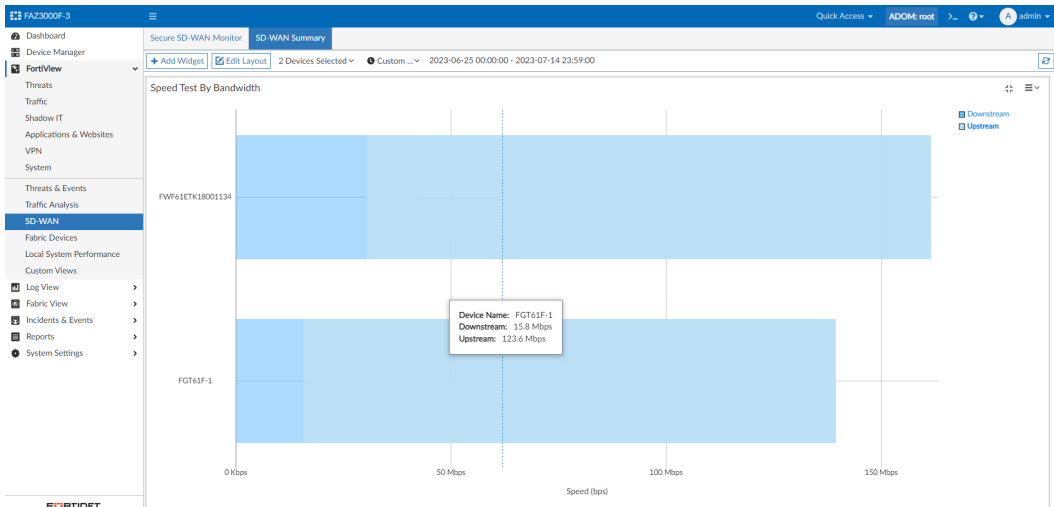 FAZ3000F-3
Quick Access
ADOM: root
>_
?
A admin
Dashboard
Device Manager
FortiView
Threats
Traffic
Shadow IT
Applications & Websites
VPN
System
Threats & Events
Traffic Analysis
SD-WAN
Fabric Devices
Local System Performance
Custom Views
Log View
Fabric View
Incidents & Events
Reports
System Settings
Secure SD-WAN Monitor
SD-WAN Summary
+ Add Widget
Edit Layout
2 Devices Selected
Custom ...
2023-06-25 00:00:00 - 2023-07-14 23:59:00
Speed Test By Bandwidth
Downstream
Upstream
FWF61ETK18001134
Device Name: FGT61F-1
Downstream: 15.8 Mbps
Upstream: 123.6 Mbps
FGT61F-1
0 Kbps
50 Mbps
100 Mbps
150 Mbps
Speed (bps)